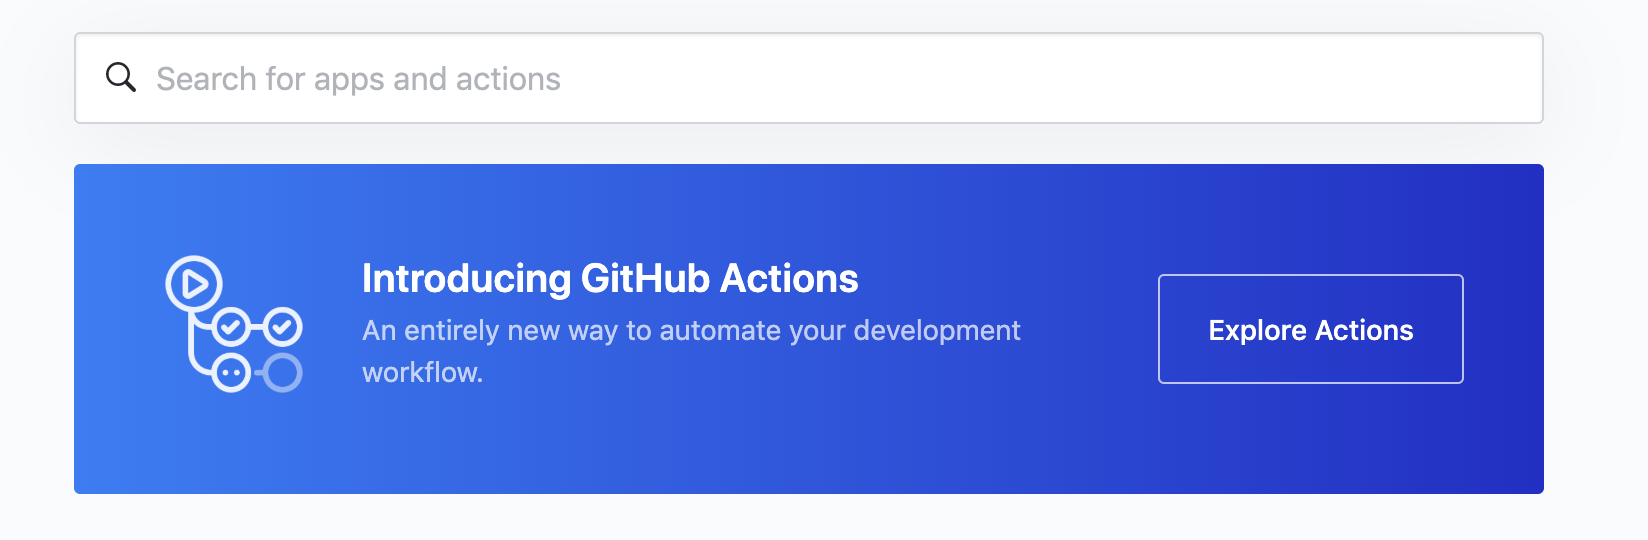 Search for apps and actions
Introducing GitHub Actions
An entirely new way to automate your development
workflow.
Explore Actions